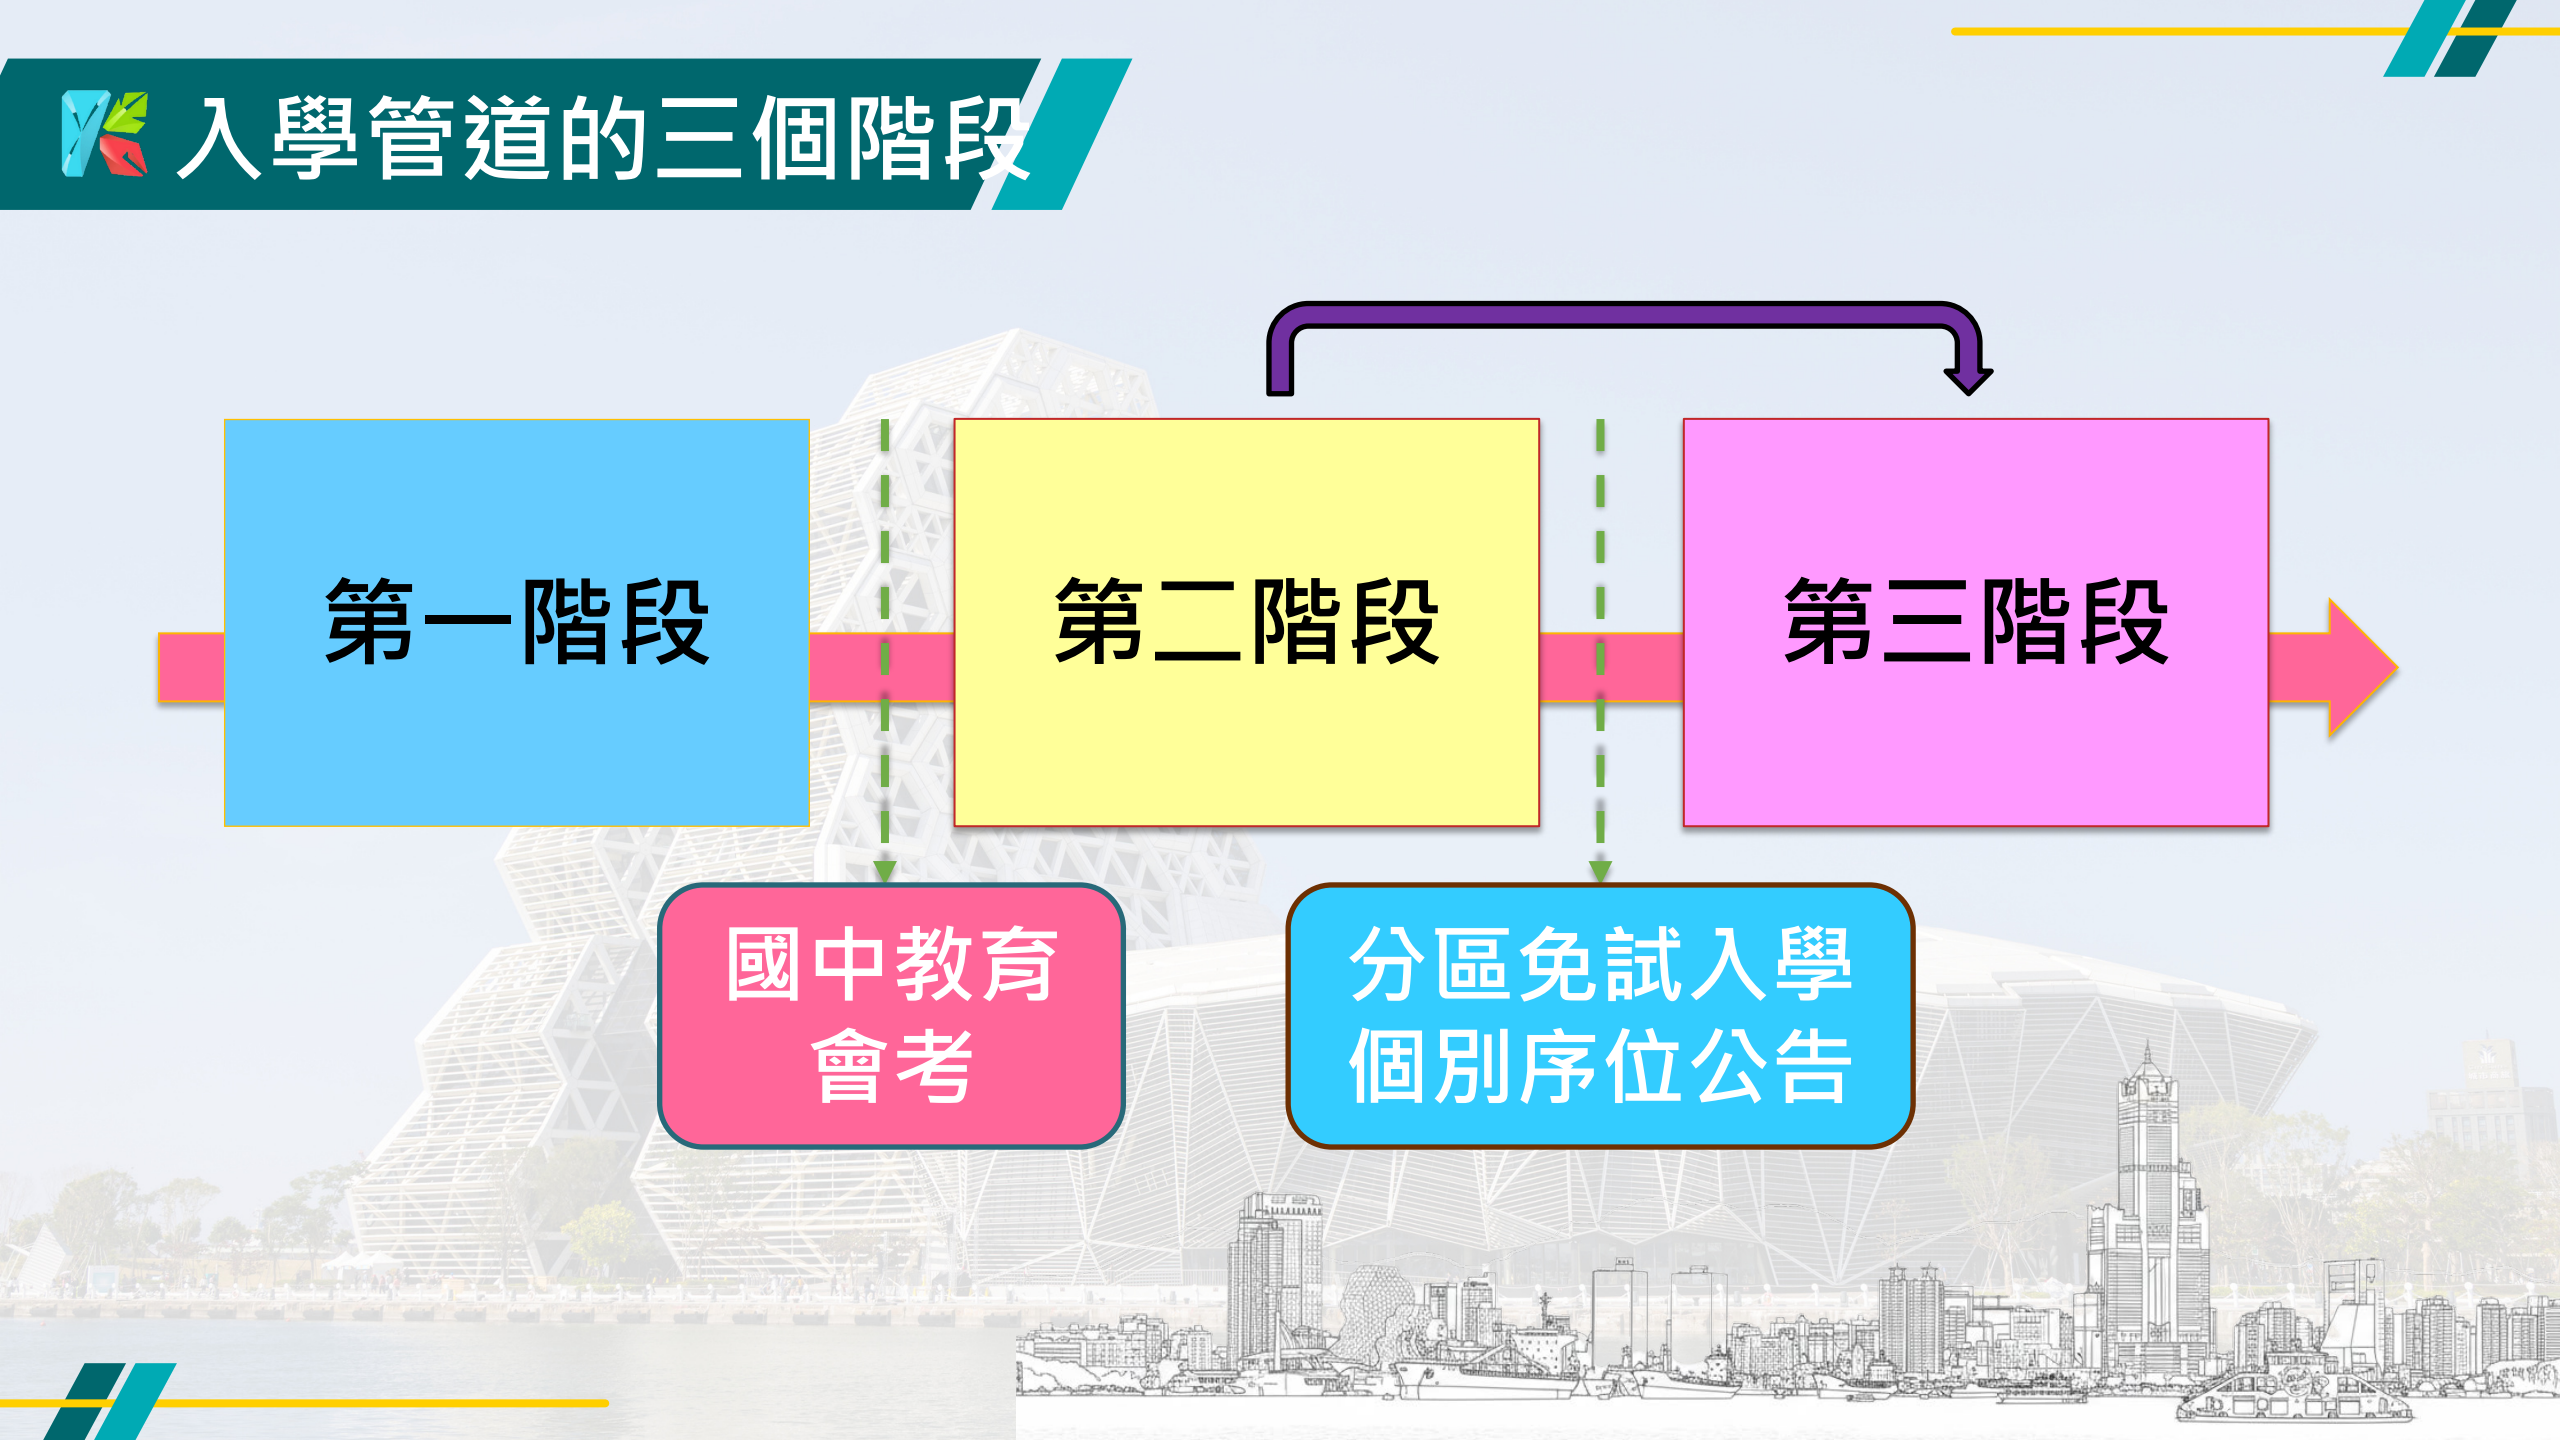 入學管道的三個階段
第一階段
第二階段
第三階段
國中教育
會考
分區免試入學
個別序位公告